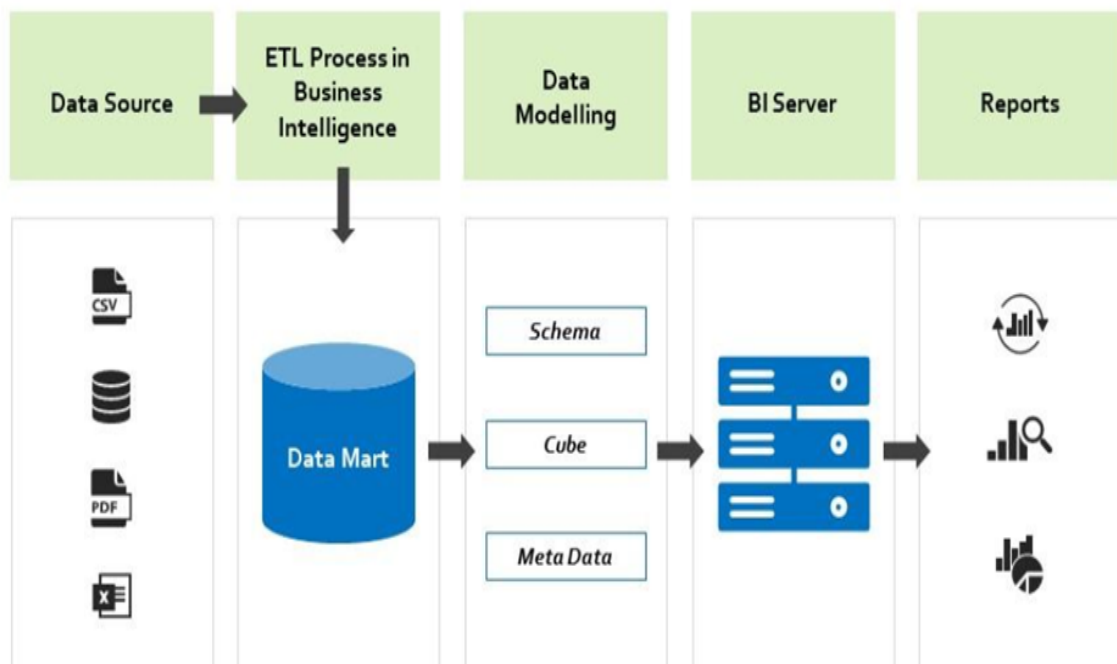 Data Source
ETL Process in
Business
Intelligence
Data
Modelling
BI Server
Reports
CSV
PDF
X
Data Mart
Schema
Cube
Meta Data